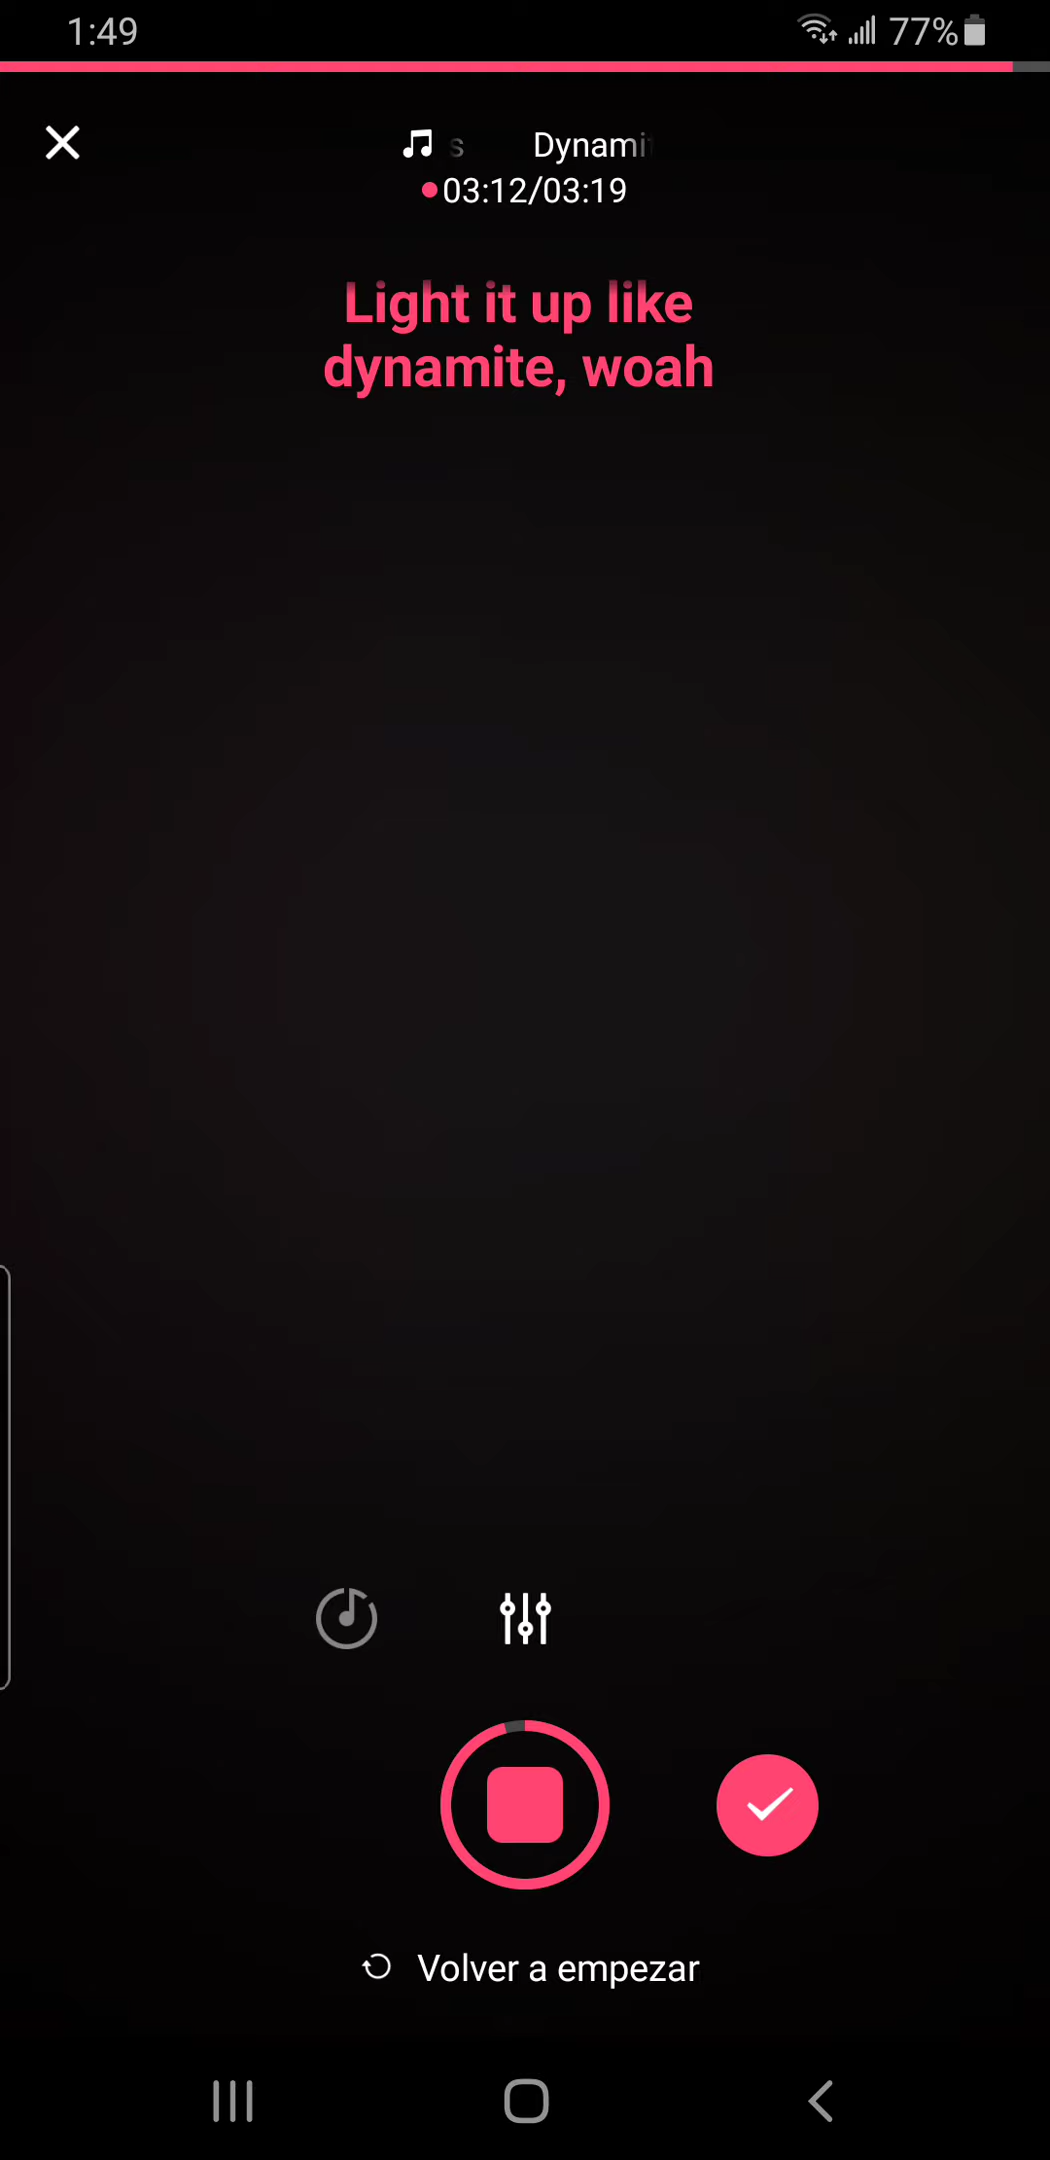 1:49 77%
s Dynami
03:12/03:19
Light it up like
dynamite, woah
Volver a empezar